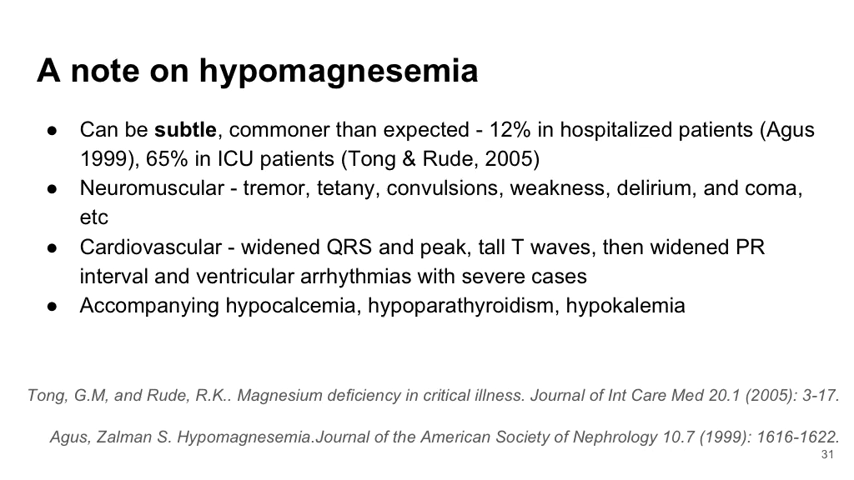 A note on hypomagnesemia
● Can be subtle, commoner than expected - 12% in hospitalized patients (Agus
1999), 65% in ICU patients (Tong & Rude, 2005)
● Neuromuscular - tremor, tetany, convulsions, weakness, delirium, and coma,
etc
● Cardiovascular - widened QRS and peak, tall T waves, then widened PR
interval and ventricular arrhythmias with severe cases
● Accompanying hypocalcemia, hypoparathyroidism, hypokalemia
Tong, G.M, and Rude, R.K.. Magnesium deficiency in critical illness. Journal of Int Care Med 20.1 (2005): 3-17.
Agus, Zalman S. Hypomagnesemia.Journal of the American Society of Nephrology 10.7 (1999): 1616-1622.
31